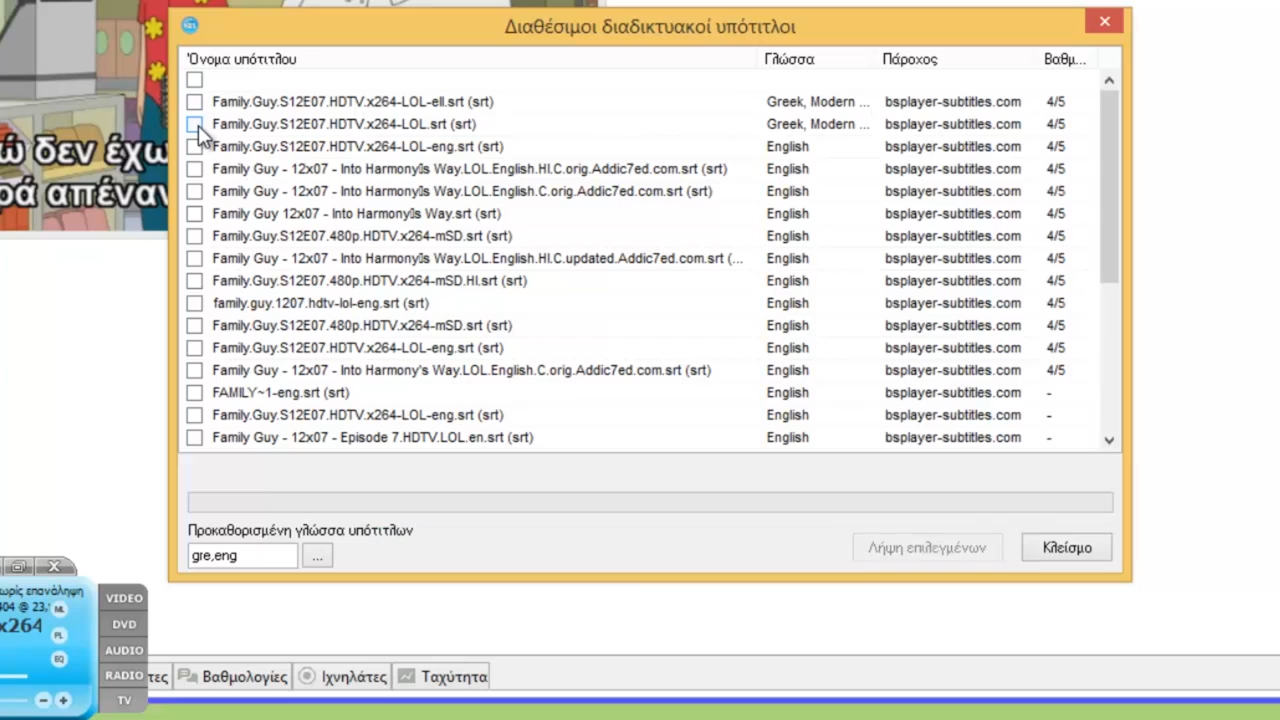 Διαθέσιμοι διαδικτυακοί υπότιτλοι
Όνομα υπότιτλου Γλώσσα Πάροχος Βαθμ...
Family.Guy.S12E07.HDTV.x264-LOL-ell.srt (srt) Greek, Modern ... bsplayer-subtitles.com 4/5
Family.Guy.S12E07.HDTV.x264-LOL.srt (srt) Greek, Modern ... bsplayer-subtitles.com 4/5
Family.Guy.S12E07.HDTV.x264-LOL-eng.srt (srt) English bsplayer-subtitles.com 4/5
Family Guy - 12x07 - Into Harmony�s Way.LOL.English.HI.C.orig.Addic7ed.com.srt (srt) English bsplayer-subtitles.com 4/5
Family Guy - 12x07 - Into Harmony�s Way.LOL.English.C.orig.Addic7ed.com.srt (srt) English bsplayer-subtitles.com 4/5
Family Guy 12x07 - Into Harmony�s Way.srt (srt) English bsplayer-subtitles.com 4/5
Family.Guy.S12E07.480p.HDTV.x264-mSD.srt (srt) English bsplayer-subtitles.com 4/5
Family Guy - 12x07 - Into Harmony�s Way.LOL.English.HI.C.updated.Addic7ed.com.srt (... English bsplayer-subtitles.com 4/5
Family.Guy.S12E07.480p.HDTV.x264-mSD.HI.srt (srt) English bsplayer-subtitles.com 4/5
family.guy.1207.hdtv-lol-eng.srt (srt) English bsplayer-subtitles.com 4/5
Family.Guy.S12E07.480p.HDTV.x264-mSD.srt (srt) English bsplayer-subtitles.com 4/5
Family.Guy.S12E07.HDTV.x264-LOL-eng.srt (srt) English bsplayer-subtitles.com 4/5
Family Guy - 12x07 - Into Harmony's Way.LOL.English.C.orig.Addic7ed.com.srt (srt) English bsplayer-subtitles.com 4/5
FAMILY~1-eng.srt (srt) English bsplayer-subtitles.com -
Family.Guy.S12E07.HDTV.x264-LOL-eng.srt (srt) English bsplayer-subtitles.com -
Family Guy - 12x07 - Episode 7.HDTV.LOL.en.srt (srt) English bsplayer-subtitles.com -
ώ δεν έχω
ρά απέναν
Προκαθορισμένη γλώσσα υπότιτλων
gre,eng ... Λήψη επιλεγμένων Κλείσιμο
ωρίς επανάληψη
404 @ 23, ML
x264 PL
EQ
VIDEO
DVD
AUDIO
RADIO
TV
τες Βαθμολογίες Ιχνηλάτες Ταχύτητα